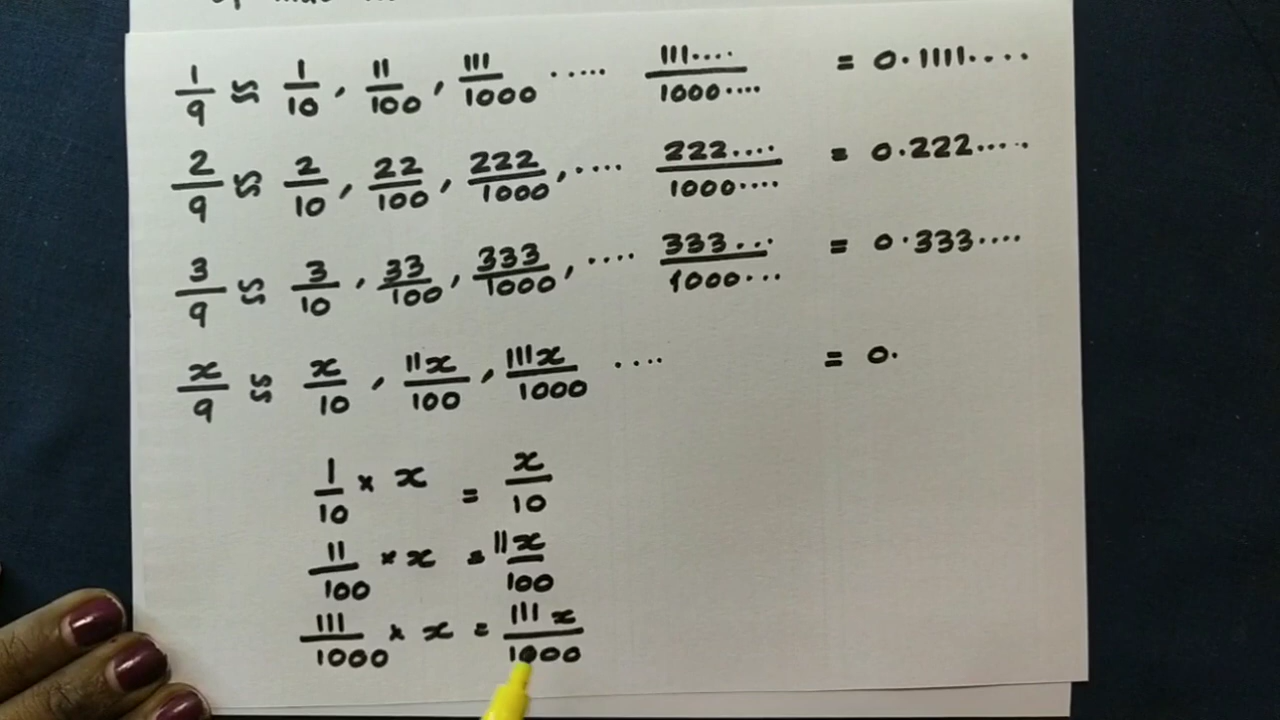 1/9 ≈ 1/10, 11/100, 111/1000 ..... 111..../1000.... = 0.1111....
2/9 ≈ 2/10, 22/100, 222/1000, .... 222..../1000.... = 0.222....
3/9 ≈ 3/10, 33/100, 333/1000, .... 333.../1000... = 0.333....
x/9 ≈ x/10, 11x/100, 111x/1000 .... = 0.
1/10 × x = x/10
11/100 × x = 11x/100
111/1000 × x = 111x/1000